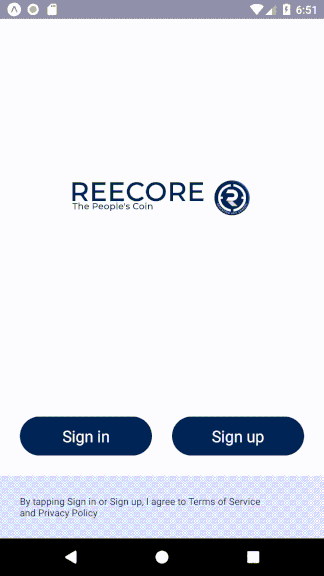 6:51
REECORE
The People's Coin
Sign in
Sign up
By tapping Sign in or Sign up, I agree to Terms of Service
and Privacy Policy